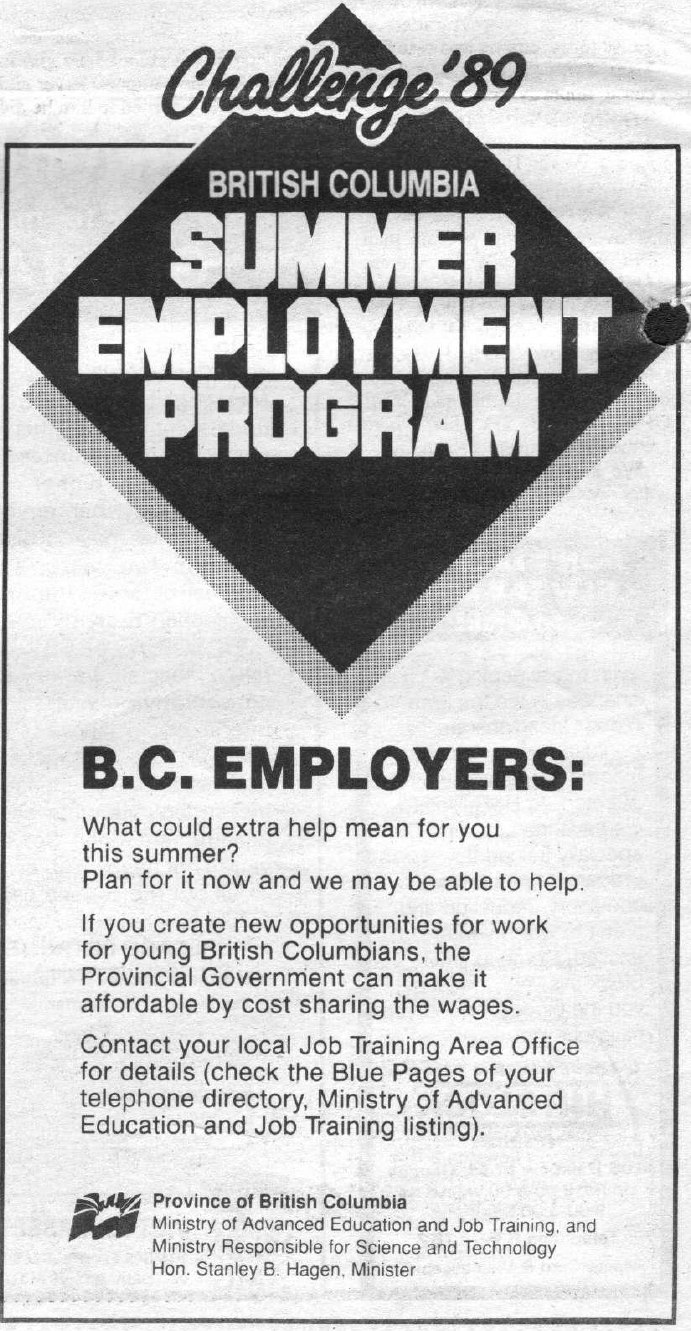 Challenge '89
BRITISH COLUMBIA
SUMMER
EMPLOYMENT
PROGRAM
B.C. EMPLOYERS:
What could extra help mean for you
this summer?
Plan for it now and we may be able to help.
If you create new opportunities for work
for young British Columbians, the
Provincial Government can make it
affordable by cost sharing the wages.
Contact your local Job Training Area Office
for details (check the Blue Pages of your
telephone directory, Ministry of Advanced
Education and Job Training listing).
Province of British Columbia
Ministry of Advanced Education and Job Training, and
Ministry Responsible for Science and Technology
Hon. Stanley B. Hagen, Minister